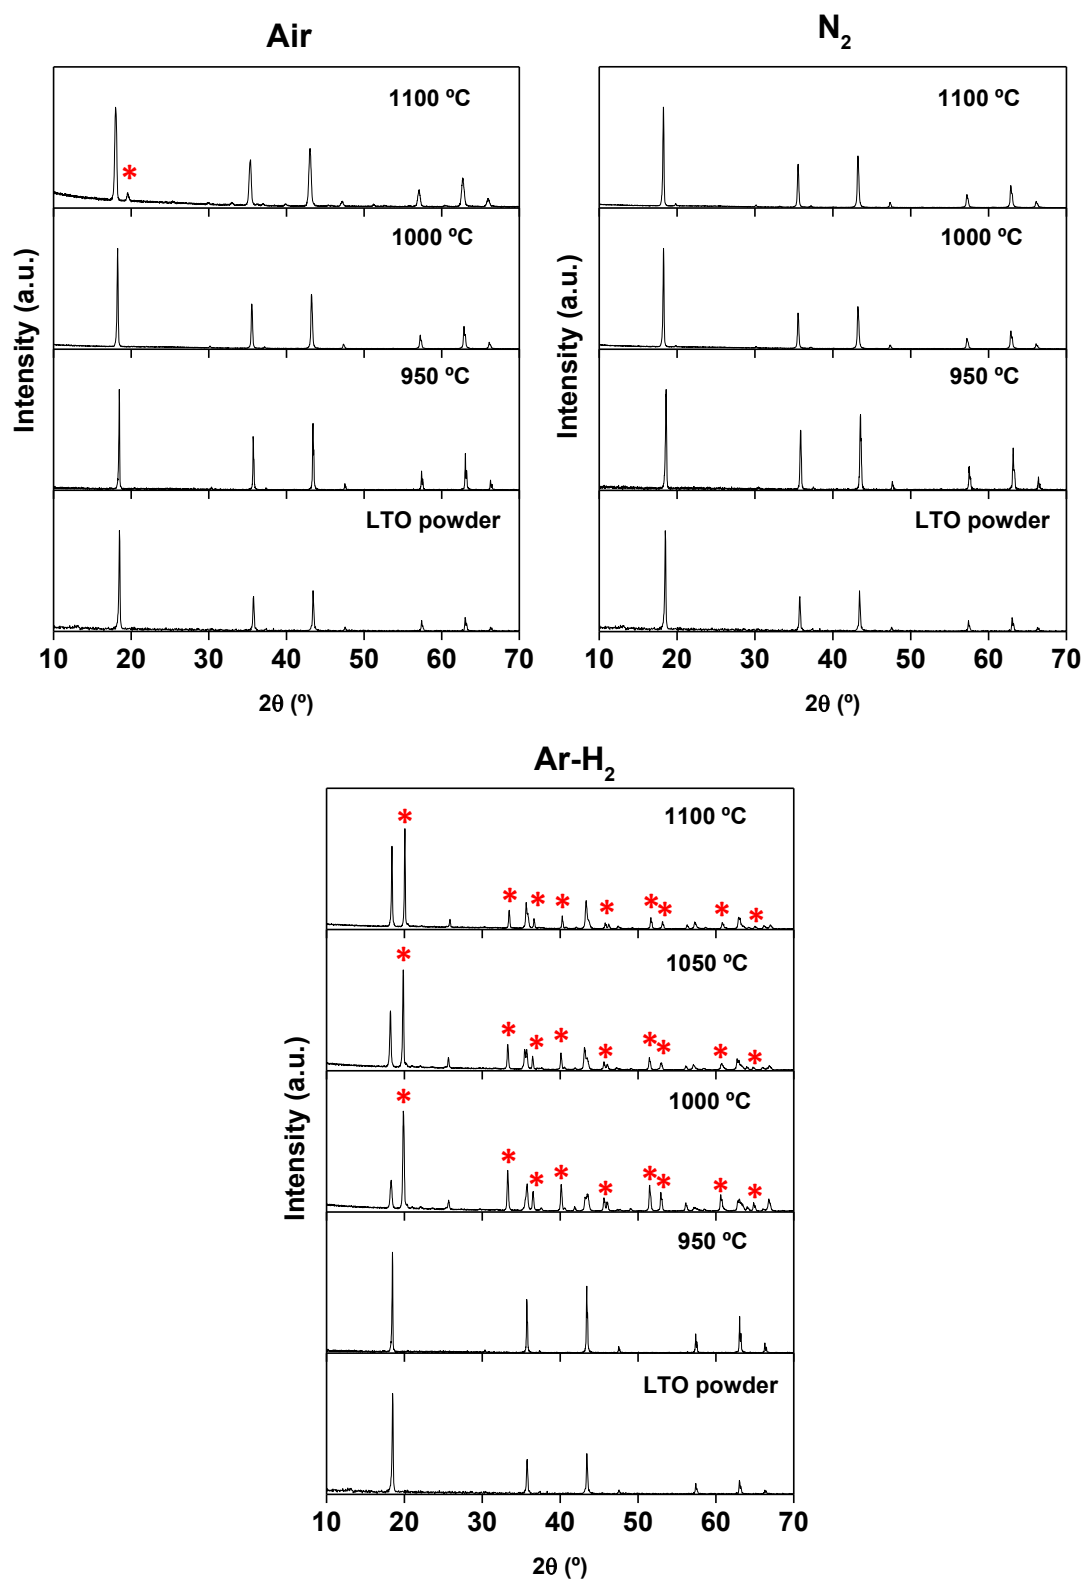 Air
1100 ºC
*
1000 ºC
950 ºC
LTO powder
Intensity (a.u.)
10 20 30 40 50 60 70
2θ (º)
N2
1100 ºC
1000 ºC
950 ºC
LTO powder
Intensity (a.u.)
10 20 30 40 50 60 70
2θ (º)
Ar-H2
1100 ºC
* * * * * * * * *
1050 ºC
* * * * * * * * *
1000 ºC
* * * * * * * * *
950 ºC
LTO powder
Intensity (a.u.)
10 20 30 40 50 60 70
2θ (º)